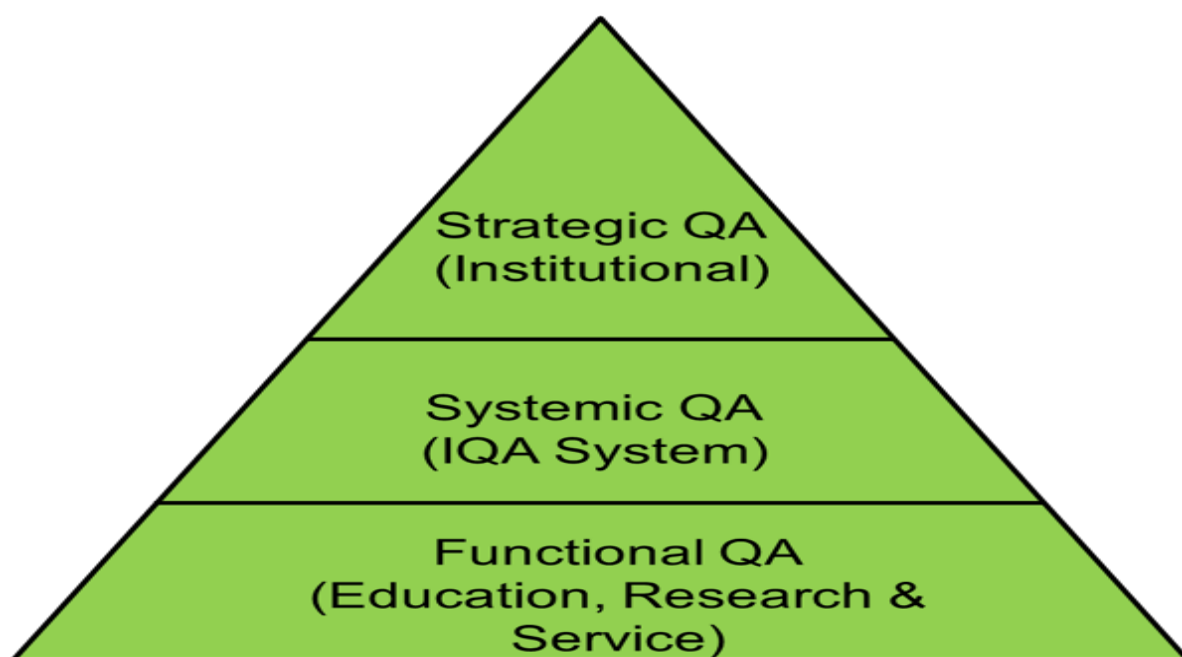 Strategic QA
(Institutional)
Systemic QA
(IQA System)
Functional QA
(Education, Research &
Service)